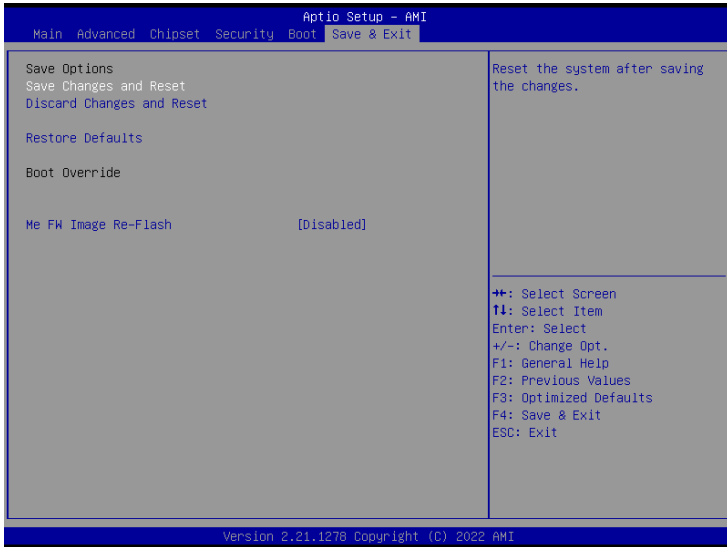 Aptio Setup - AMI
Main Advanced Chipset Security Boot Save & Exit
Save Options
Save Changes and Reset
Discard Changes and Reset
Restore Defaults
Boot Override
Me FW Image Re-Flash [Disabled]
Reset the system after saving
the changes.
→←: Select Screen
↑↓: Select Item
Enter: Select
+/-: Change Opt.
F1: General Help
F2: Previous Values
F3: Optimized Defaults
F4: Save & Exit
ESC: Exit
Version 2.21.1278 Copyright (C) 2022 AMI